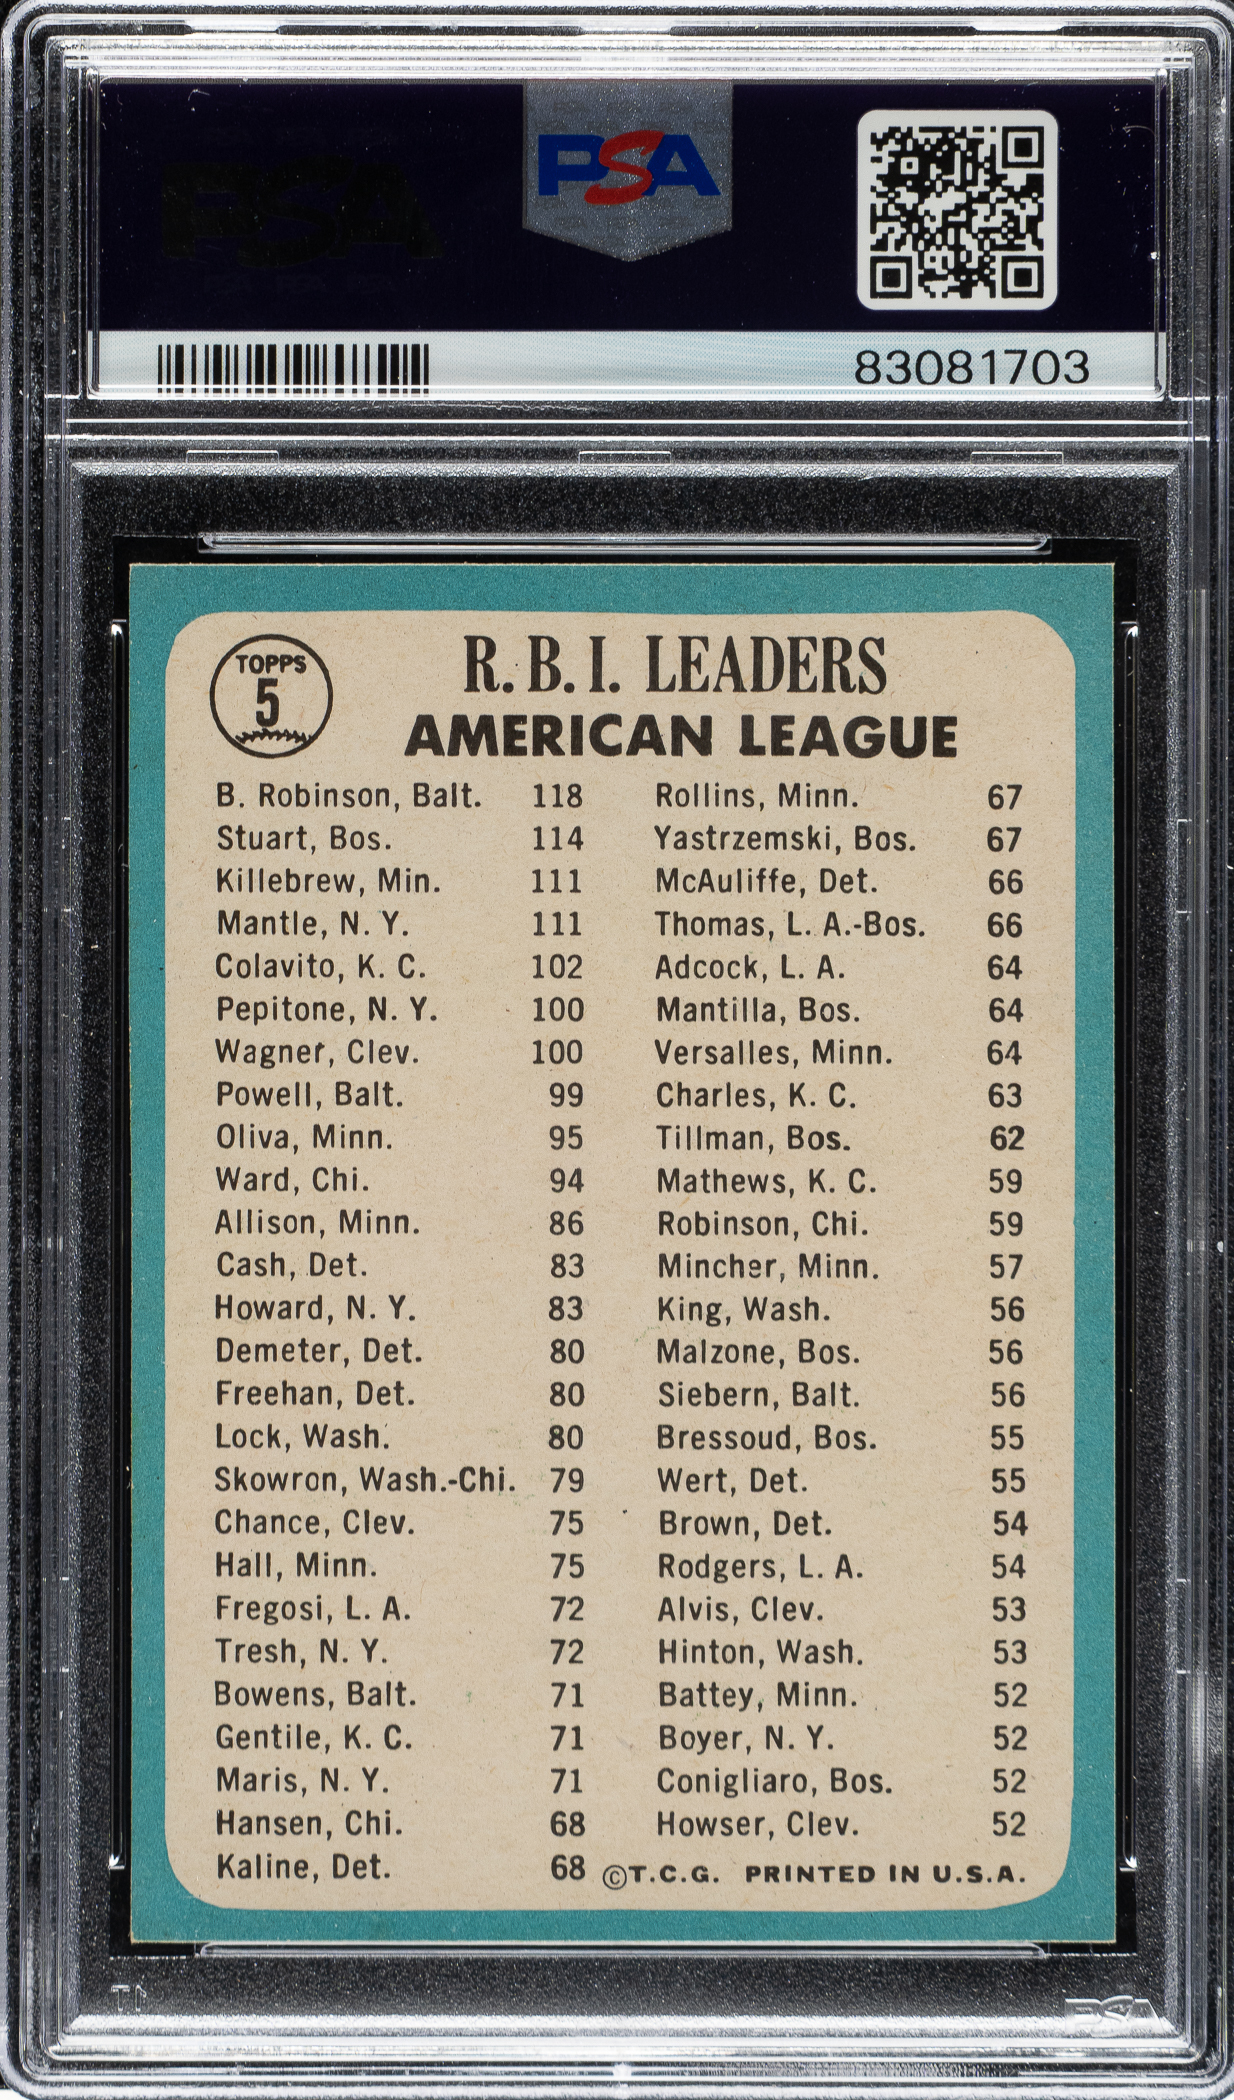 PSA
83081703
TOPPS
5
R.B.I. LEADERS
AMERICAN LEAGUE
B. Robinson, Balt. 118
Stuart, Bos. 114
Killebrew, Min. 111
Mantle, N. Y. 111
Colavito, K. C. 102
Pepitone, N. Y. 100
Wagner, Clev. 100
Powell, Balt. 99
Oliva, Minn. 95
Ward, Chi. 94
Allison, Minn. 86
Cash, Det. 83
Howard, N. Y. 83
Demeter, Det. 80
Freehan, Det. 80
Lock, Wash. 80
Skowron, Wash.-Chi. 79
Chance, Clev. 75
Hall, Minn. 75
Fregosi, L. A. 72
Tresh, N. Y. 72
Bowens, Balt. 71
Gentile, K. C. 71
Maris, N. Y. 71
Hansen, Chi. 68
Kaline, Det. 68
Rollins, Minn. 67
Yastrzemski, Bos. 67
McAuliffe, Det. 66
Thomas, L. A.-Bos. 66
Adcock, L. A. 64
Mantilla, Bos. 64
Versalles, Minn. 64
Charles, K. C. 63
Tillman, Bos. 62
Mathews, K. C. 59
Robinson, Chi. 59
Mincher, Minn. 57
King, Wash. 56
Malzone, Bos. 56
Siebern, Balt. 56
Bressoud, Bos. 55
Wert, Det. 55
Brown, Det. 54
Rodgers, L. A. 54
Alvis, Clev. 53
Hinton, Wash. 53
Battey, Minn. 52
Boyer, N. Y. 52
Conigliaro, Bos. 52
Howser, Clev. 52
©T.C.G. PRINTED IN U.S.A.
PSA